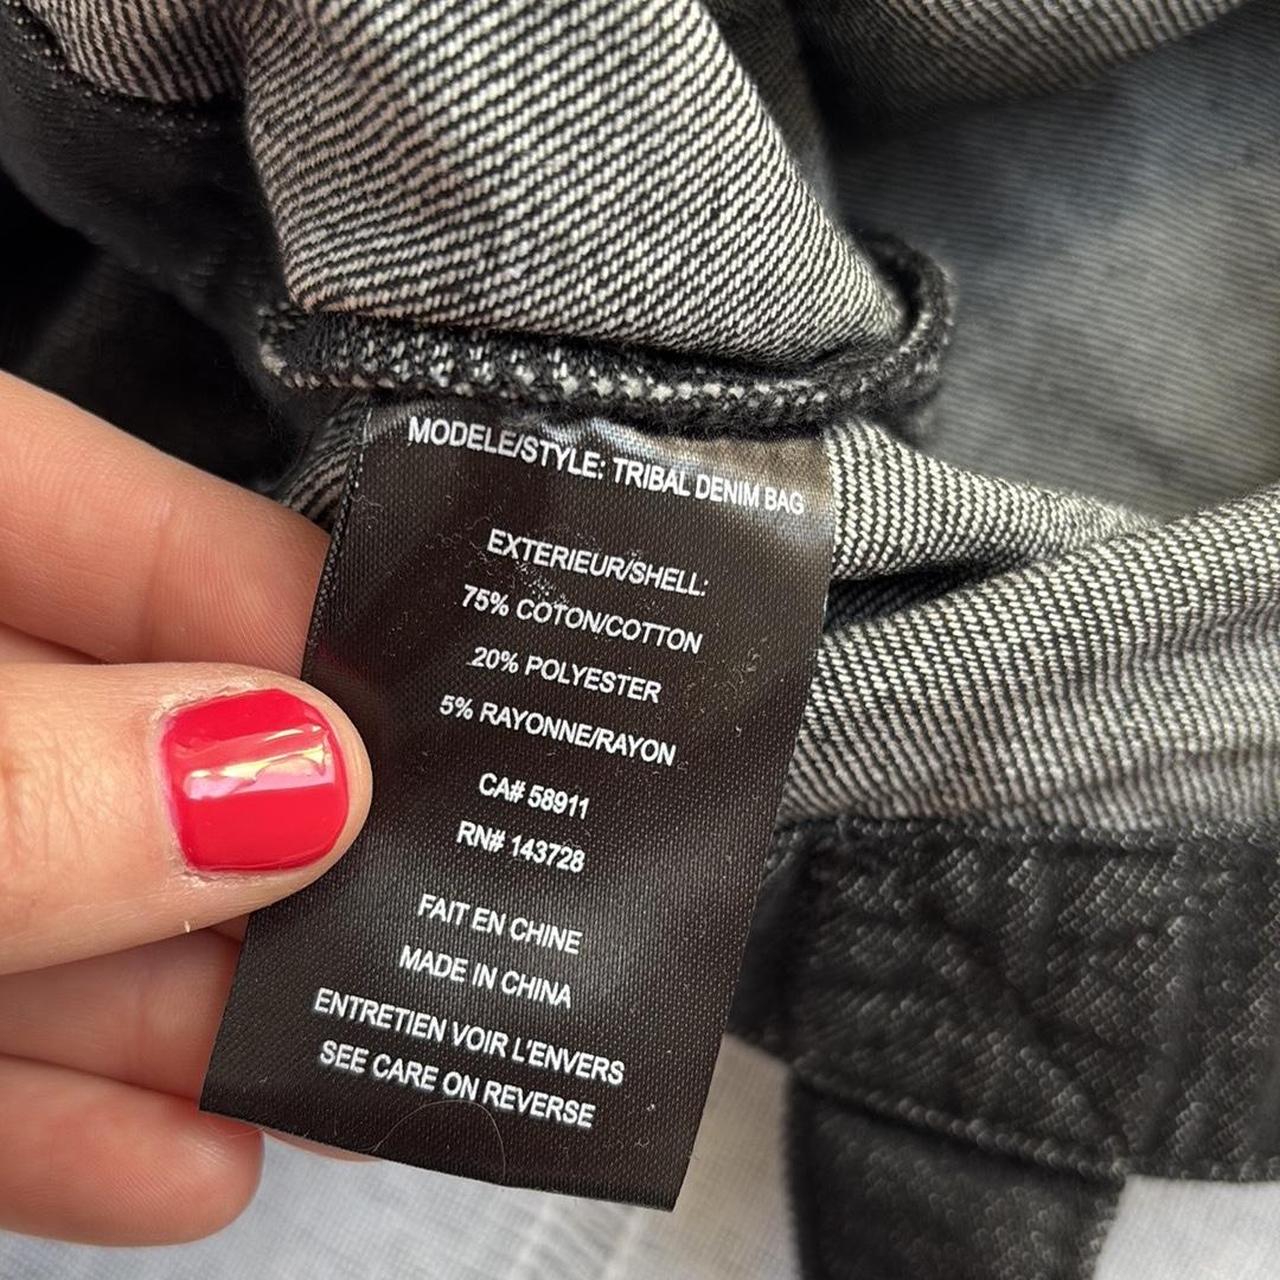 MODELE/STYLE: TRIBAL DENIM BAG
EXTERIEUR/SHELL:
75% COTON/COTTON
20% POLYESTER
5% RAYONNE/RAYON
CA# 58911
RN# 143728
FAIT EN CHINE
MADE IN CHINA
ENTRETIEN VOIR L'ENVERS
SEE CARE ON REVERSE